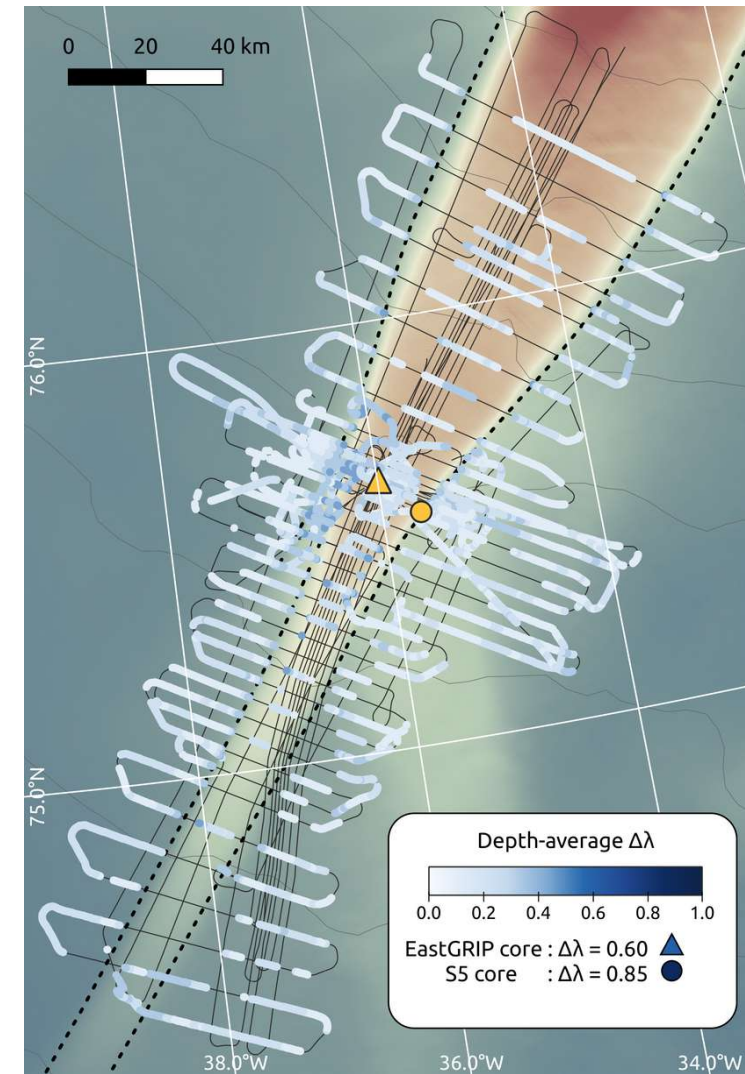 0 20 40 km
76.0°N
75.0°N
Depth-average Δλ
0.0 0.2 0.4 0.6 0.8 1.0
EastGRIP core : Δλ = 0.60
S5 core : Δλ = 0.85
38.0°W 36.0°W 34.0°W